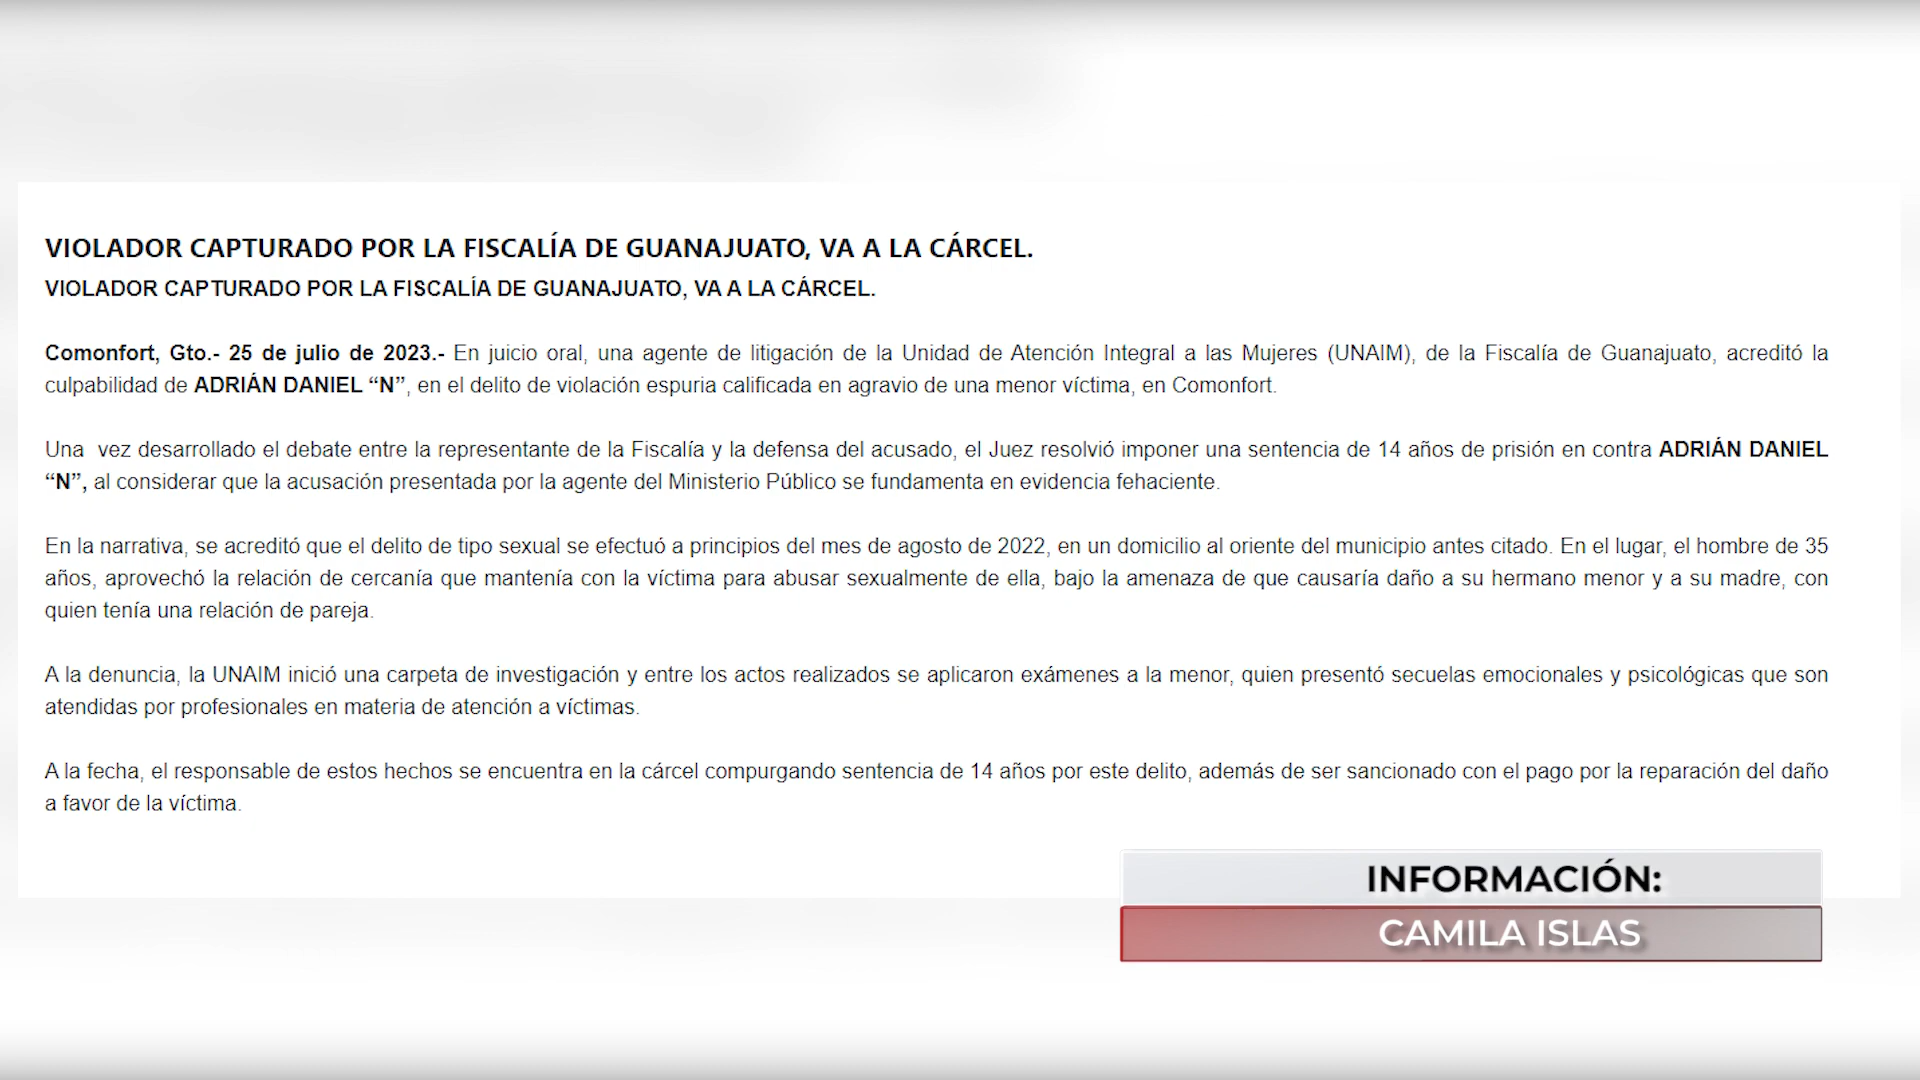 VIOLADOR CAPTURADO POR LA FISCALÍA DE GUANAJUATO, VA A LA CÁRCEL.
VIOLADOR CAPTURADO POR LA FISCALÍA DE GUANAJUATO, VA A LA CÁRCEL.
Comonfort, Gto.- 25 de julio de 2023.- En juicio oral, una agente de litigación de la Unidad de Atención Integral a las Mujeres (UNAIM), de la Fiscalía de Guanajuato, acreditó la
culpabilidad de ADRIÁN DANIEL “N”, en el delito de violación espuria calificada en agravio de una menor víctima, en Comonfort.
Una vez desarrollado el debate entre la representante de la Fiscalía y la defensa del acusado, el Juez resolvió imponer una sentencia de 14 años de prisión en contra ADRIÁN DANIEL
“N”, al considerar que la acusación presentada por la agente del Ministerio Público se fundamenta en evidencia fehaciente.
En la narrativa, se acreditó que el delito de tipo sexual se efectuó a principios del mes de agosto de 2022, en un domicilio al oriente del municipio antes citado. En el lugar, el hombre de 35
años, aprovechó la relación de cercanía que mantenía con la víctima para abusar sexualmente de ella, bajo la amenaza de que causaría daño a su hermano menor y a su madre, con
quien tenía una relación de pareja.
A la denuncia, la UNAIM inició una carpeta de investigación y entre los actos realizados se aplicaron exámenes a la menor, quien presentó secuelas emocionales y psicológicas que son
atendidas por profesionales en materia de atención a víctimas.
A la fecha, el responsable de estos hechos se encuentra en la cárcel compurgando sentencia de 14 años por este delito, además de ser sancionado con el pago por la reparación del daño
a favor de la víctima.
INFORMACIÓN:
CAMILA ISLAS